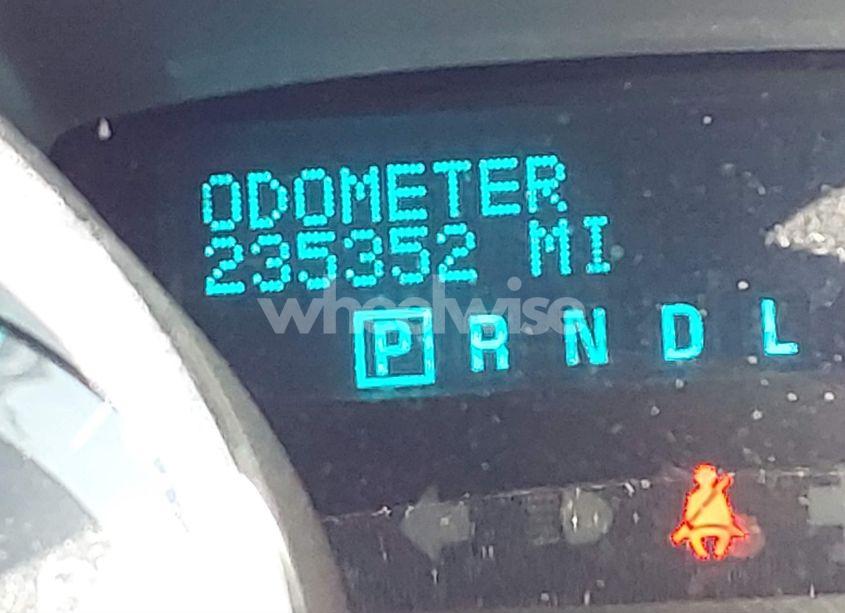 ODOMETER
235352 MI
wheelwise
P R N D L